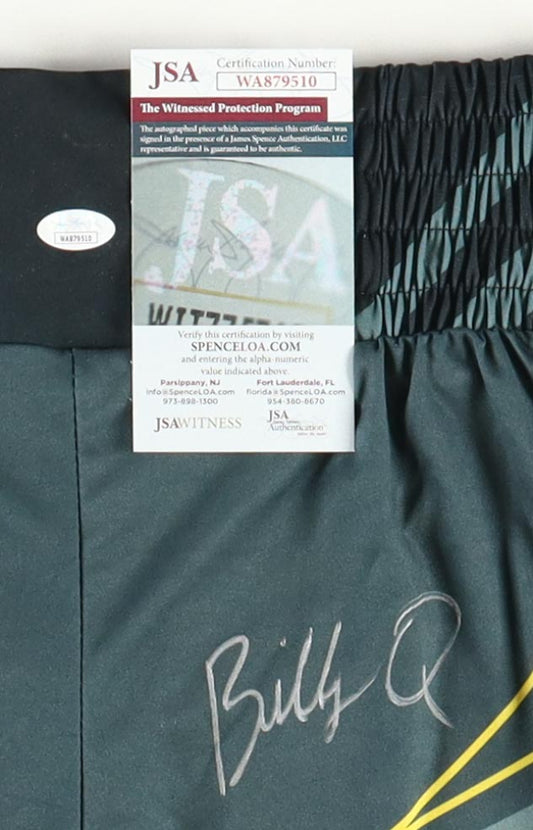 JSA
Certification Number:
WA879510
The Witnessed Protection Program
The autographed piece which accompanies this certificate was
signed in the presence of a James Spence Authentication, LLC
representative and is guaranteed to be authentic.
WA879510
JSA
Verify this certification by visiting
SPENCELOA.COM
and entering the alpha-numeric
value indicated above.
Parsippany, NJ
Info@SpenceLOA.com
973-898-1300
Fort Lauderdale, FL
florida@SpenceLOA.com
954-380-8670
JSAWITNESS
JSA
Authentication
Billy Q